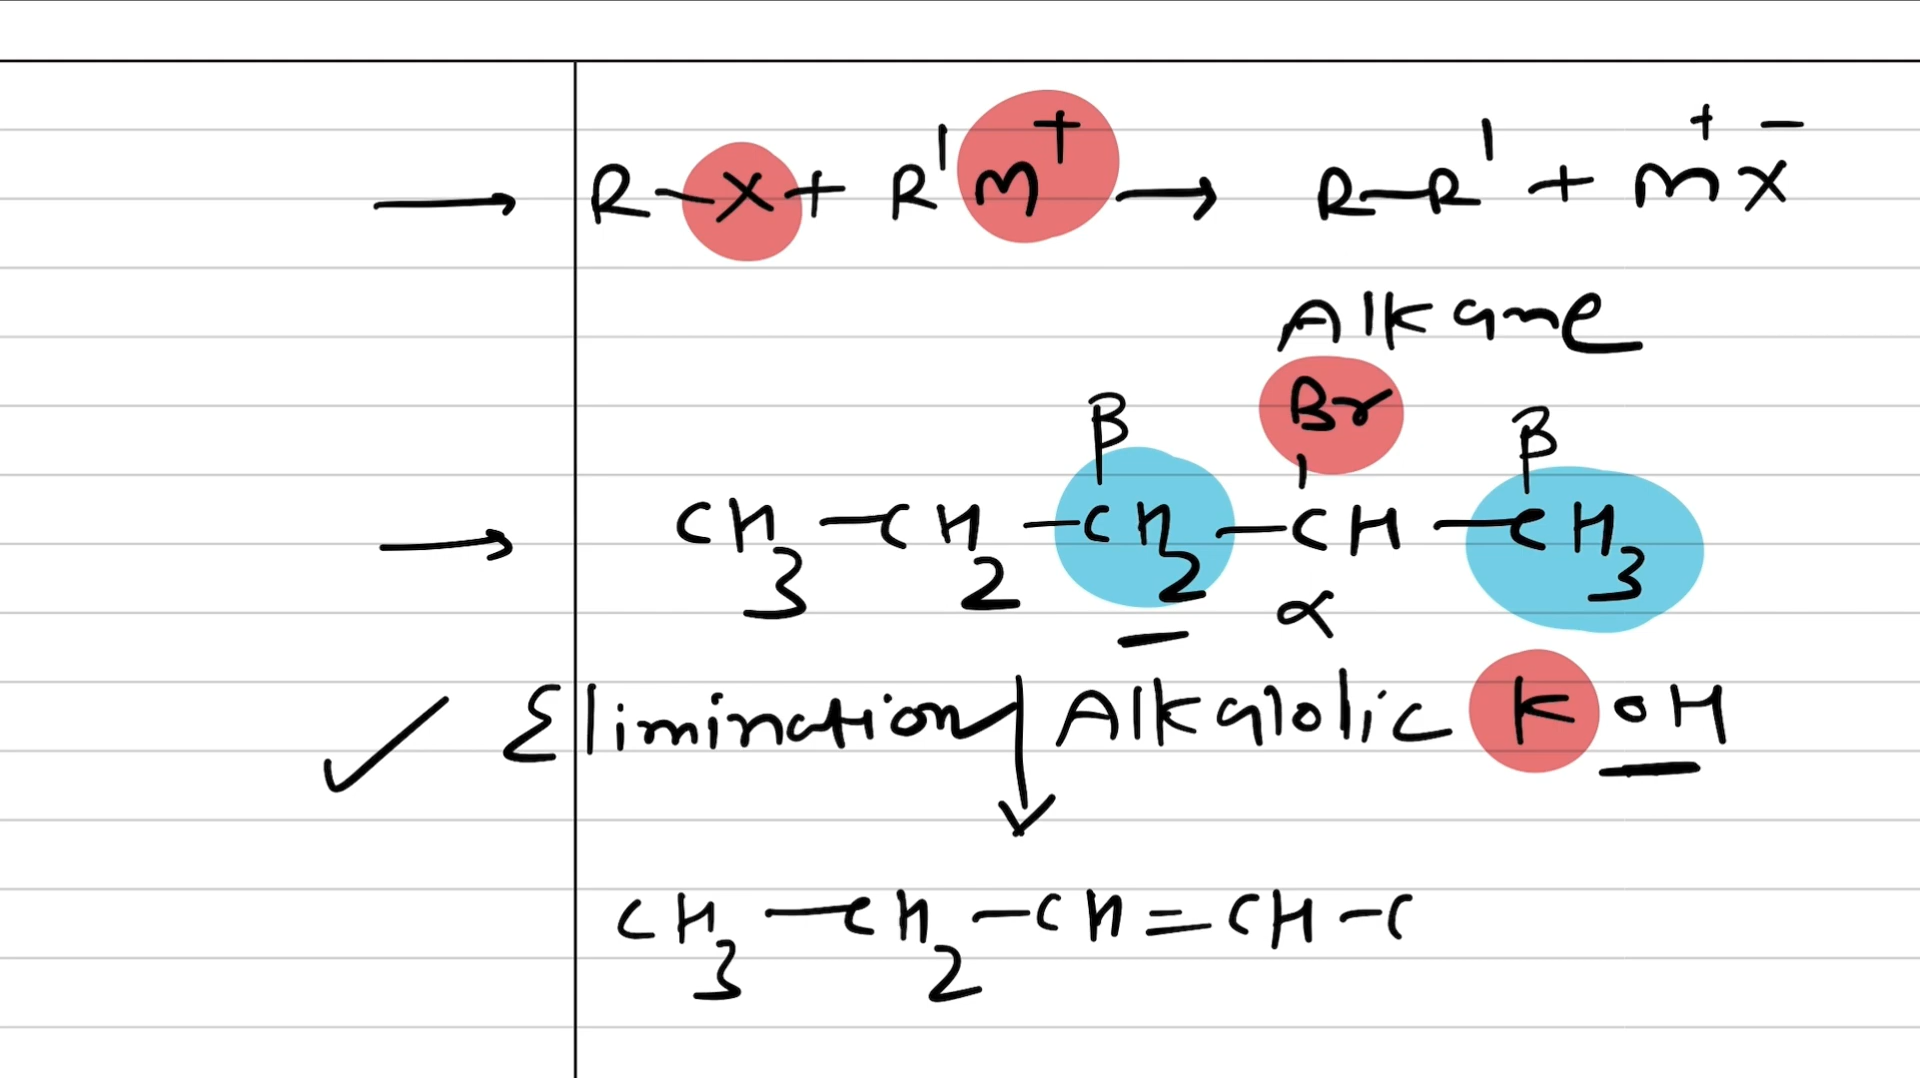 → R-X + R'M⁺ → R-R' + M⁺X⁻
Alkane
β Br β
→ CH₃-CH₂-CH₂-CH-CH₃
α
✓ Elimination ↓ Alkalolic KOH
CH₃-CH₂-CH=CH-C